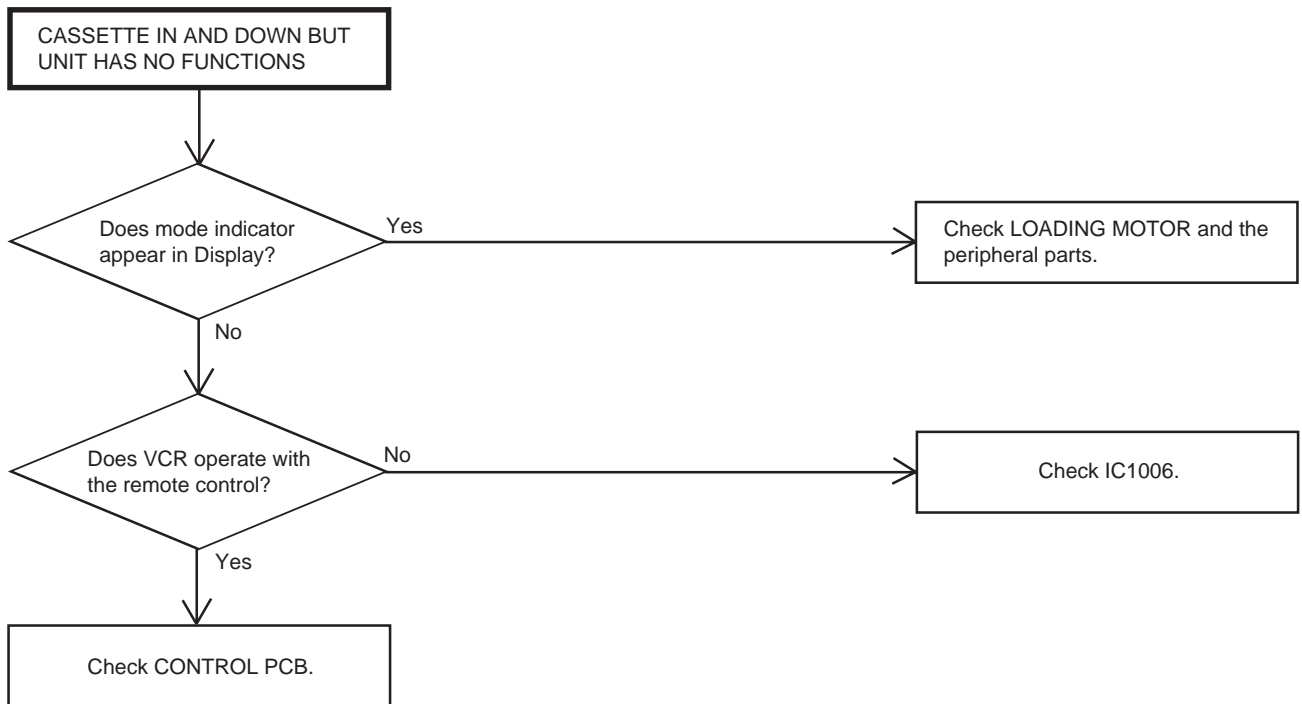 CASSETTE IN AND DOWN BUT
UNIT HAS NO FUNCTIONS
Does mode indicator
appear in Display?
Yes
Check LOADING MOTOR and the
peripheral parts.
No
Does VCR operate with
the remote control?
No
Check IC1006.
Yes
Check CONTROL PCB.